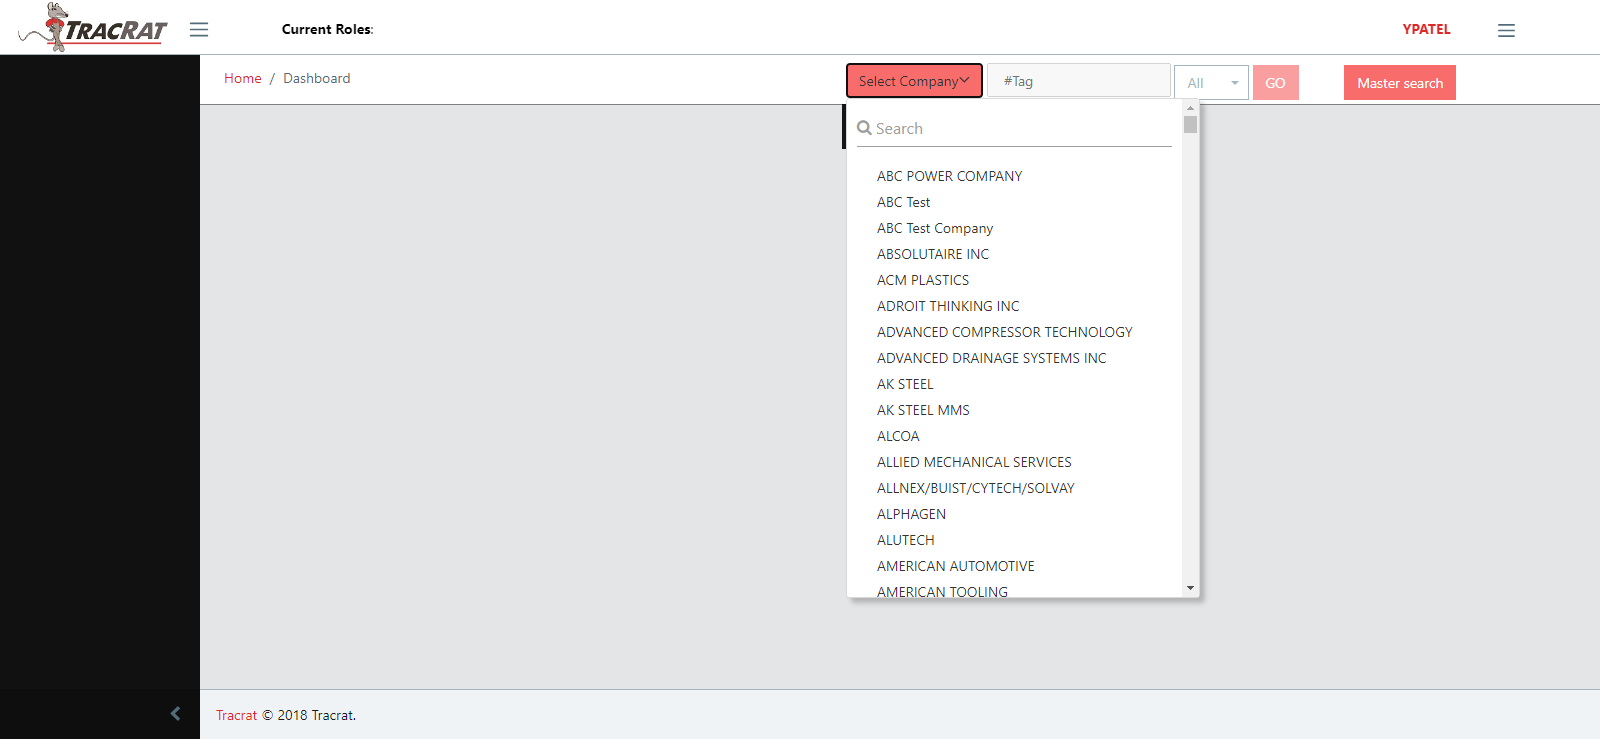 TRACRAT
Current Roles:
YPATEL
Home / Dashboard
Select Company
#Tag
All
GO
Master search
Search
ABC POWER COMPANY
ABC Test
ABC Test Company
ABSOLUTAIRE INC
ACM PLASTICS
ADROIT THINKING INC
ADVANCED COMPRESSOR TECHNOLOGY
ADVANCED DRAINAGE SYSTEMS INC
AK STEEL
AK STEEL MMS
ALCOA
ALLIED MECHANICAL SERVICES
ALLNEX/BUIST/CYTECH/SOLVAY
ALPHAGEN
ALUTECH
AMERICAN AUTOMOTIVE
AMERICAN TOOLING
Tracrat © 2018 Tracrat.